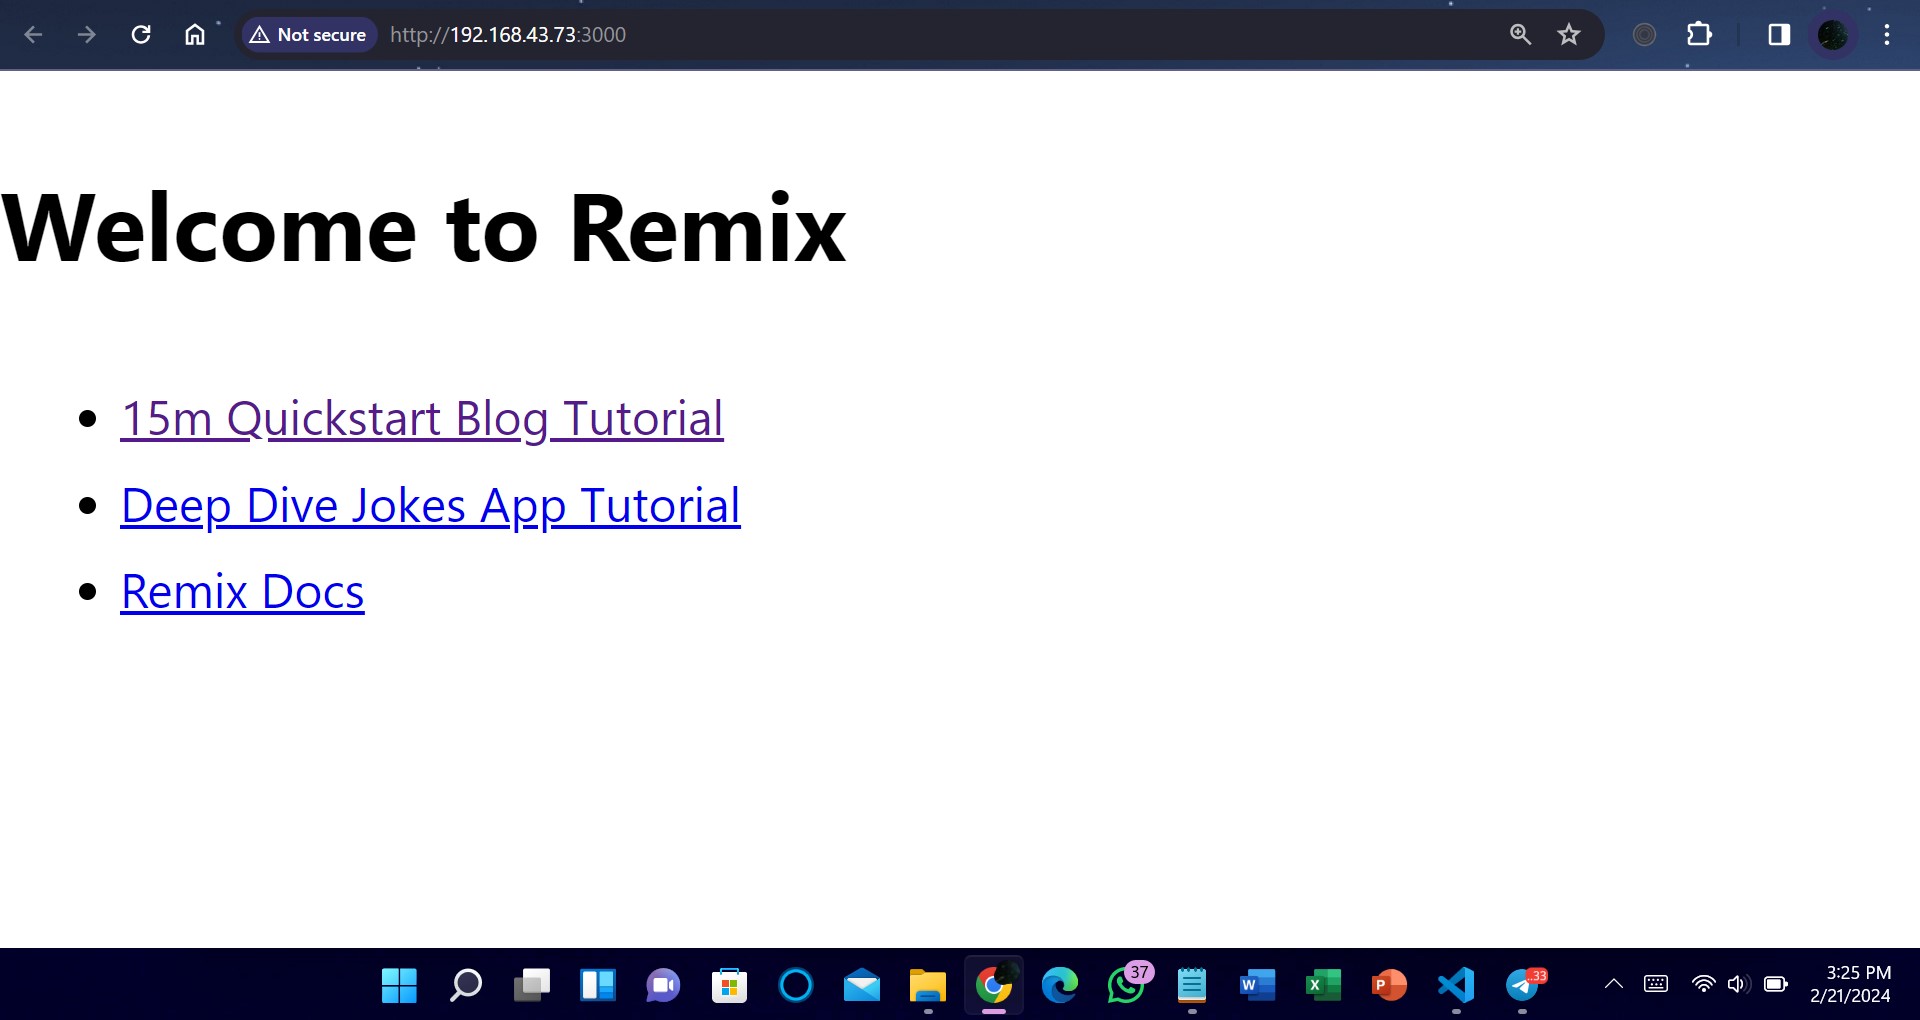 Not secure
http://192.168.43.73:3000
Welcome to Remix
15m Quickstart Blog Tutorial
Deep Dive Jokes App Tutorial
Remix Docs
37
W
X
P
33
3:25 PM
2/21/2024